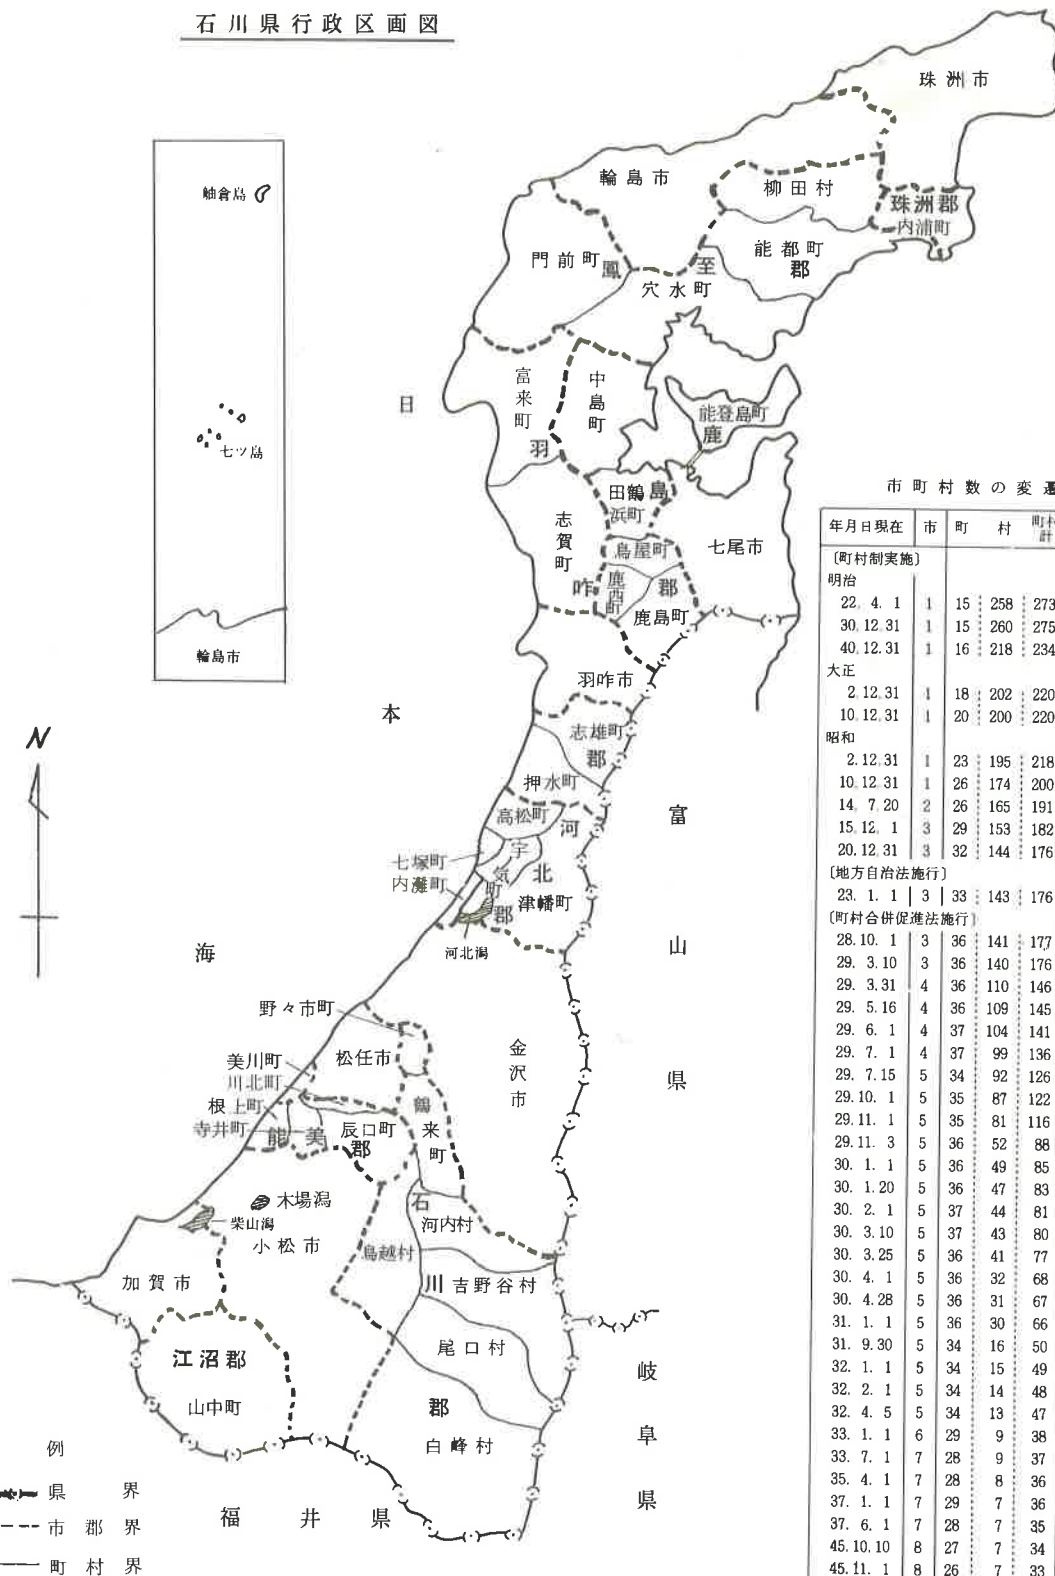 石川県行政区画図
珠洲市
輪島市
柳田村
珠洲郡
内浦町
能都町
郡
門前町
鳳
至
穴水町
舳倉島
七ツ島
輪島市
富来町
中島町
能登島町
鹿
日
羽
田鶴浜町
島
志賀町
鳥屋町
七尾市
咋
鹿西町
郡
鹿島町
羽咋市
本
志雄町
郡
押水町
高松町
河
富
七塚町
宇ノ気町
北
内灘町
津幡町
郡
河北潟
山
海
野々市町
松任市
金沢市
県
美川町
川北町
鶴来町
根上町
寺井町
能
美
辰口町
郡
木場潟
石
柴山潟
河内村
小松市
鳥越村
加賀市
川
吉野谷村
尾口村
江沼郡
岐
山中町
郡
白峰村
阜
県
福井県
N
例
県界
市郡界
町村界
市町村数の変遷
年月日現在 市 町 村 町村計
〔町村制実施〕
明治
22. 4. 1 1 15 258 273
30.12.31 1 15 260 275
40.12.31 1 16 218 234
大正
2.12.31 1 18 202 220
10.12.31 1 20 200 220
昭和
2.12.31 1 23 195 218
10.12.31 1 26 174 200
14. 7.20 2 26 165 191
15.12. 1 3 29 153 182
20.12.31 3 32 144 176
〔地方自治法施行〕
23. 1. 1 3 33 143 176
〔町村合併促進法施行〕
28.10. 1 3 36 141 177
29. 3.10 3 36 140 176
29. 3.31 4 36 110 146
29. 5.16 4 36 109 145
29. 6. 1 4 37 104 141
29. 7. 1 4 37 99 136
29. 7.15 5 34 92 126
29.10. 1 5 35 87 122
29.11. 1 5 35 81 116
29.11. 3 5 36 52 88
30. 1. 1 5 36 49 85
30. 1.20 5 36 47 83
30. 2. 1 5 37 44 81
30. 3.10 5 37 43 80
30. 3.25 5 36 41 77
30. 4. 1 5 36 32 68
30. 4.28 5 36 31 67
31. 1. 1 5 36 30 66
31. 9.30 5 34 16 50
32. 1. 1 5 34 15 49
32. 2. 1 5 34 14 48
32. 4. 5 5 34 13 47
33. 1. 1 6 29 9 38
33. 7. 1 7 28 9 37
35. 4. 1 7 28 8 36
37. 1. 1 7 29 7 36
37. 6. 1 7 28 7 35
45.10.10 8 27 7 34
45.11. 1 8 26 7 33